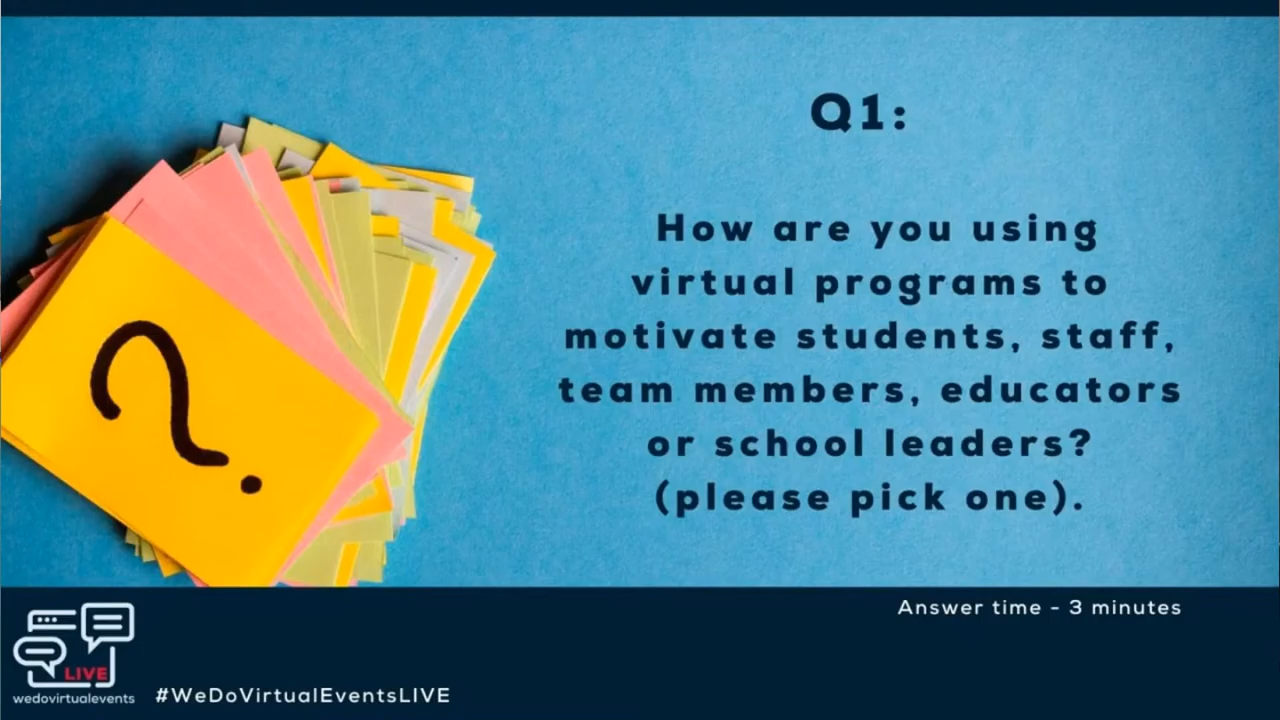 Q1:
How are you using
virtual programs to
motivate students, staff,
team members, educators
or school leaders?
(please pick one).
?
Answer time - 3 minutes
LIVE
wedovirtualevents
#WeDoVirtualEventsLIVE